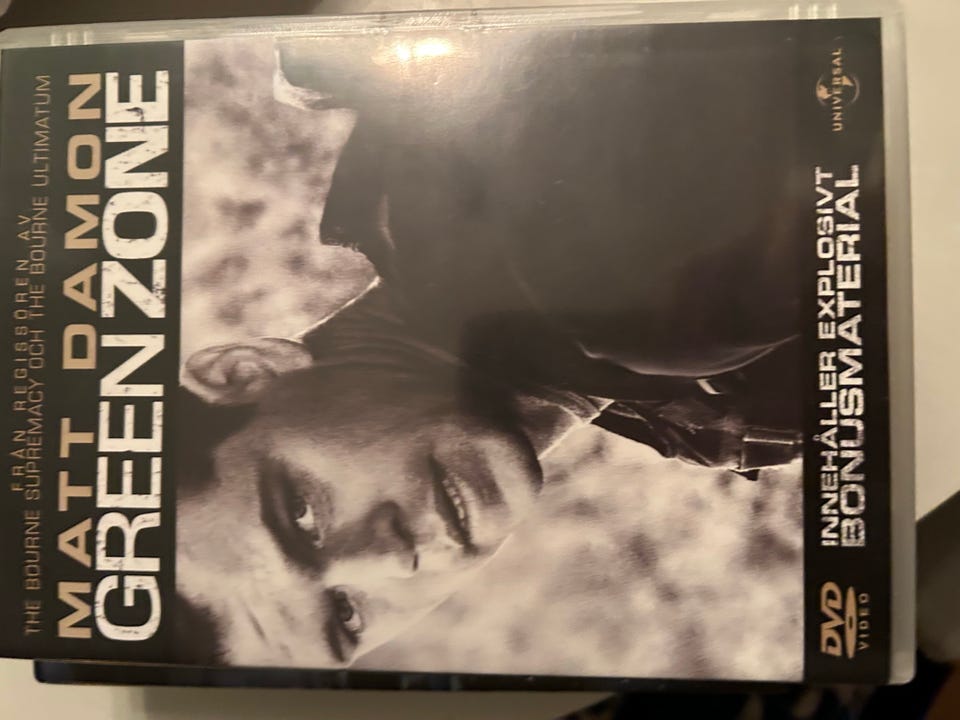 FRÅN REGISSÖREN AV
THE BOURNE SUPREMACY OCH THE BOURNE ULTIMATUM
MATT DAMON
GREEN ZONE
INNEHÅLLER EXPLOSIVT
BONUSMATERIAL
DVD
VIDEO
UNIVERSAL